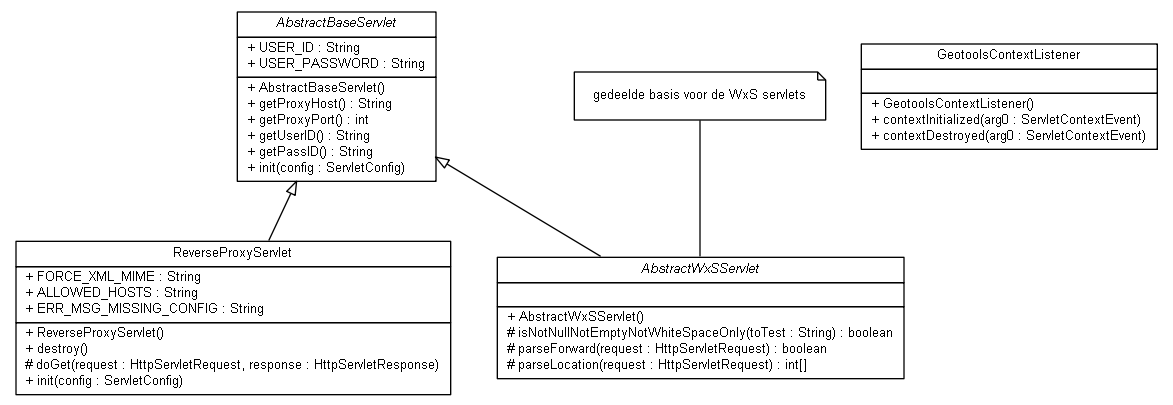 AbstractBaseServlet
+ USER_ID : String
+ USER_PASSWORD : String
+ AbstractBaseServlet()
+ getProxyHost() : String
+ getProxyPort() : int
+ getUserID() : String
+ getPassID() : String
+ init(config : ServletConfig)
gedeelde basis voor de WxS servlets
GeotoolsContextListener
+ GeotoolsContextListener()
+ contextInitialized(arg0 : ServletContextEvent)
+ contextDestroyed(arg0 : ServletContextEvent)
ReverseProxyServlet
+ FORCE_XML_MIME : String
+ ALLOWED_HOSTS : String
+ ERR_MSG_MISSING_CONFIG : String
+ ReverseProxyServlet()
+ destroy()
# doGet(request : HttpServletRequest, response : HttpServletResponse)
+ init(config : ServletConfig)
AbstractWxSServlet
+ AbstractWxSServlet()
# isNotNullNotEmptyNotWhiteSpaceOnly(toTest : String) : boolean
# parseForward(request : HttpServletRequest) : boolean
# parseLocation(request : HttpServletRequest) : int[]